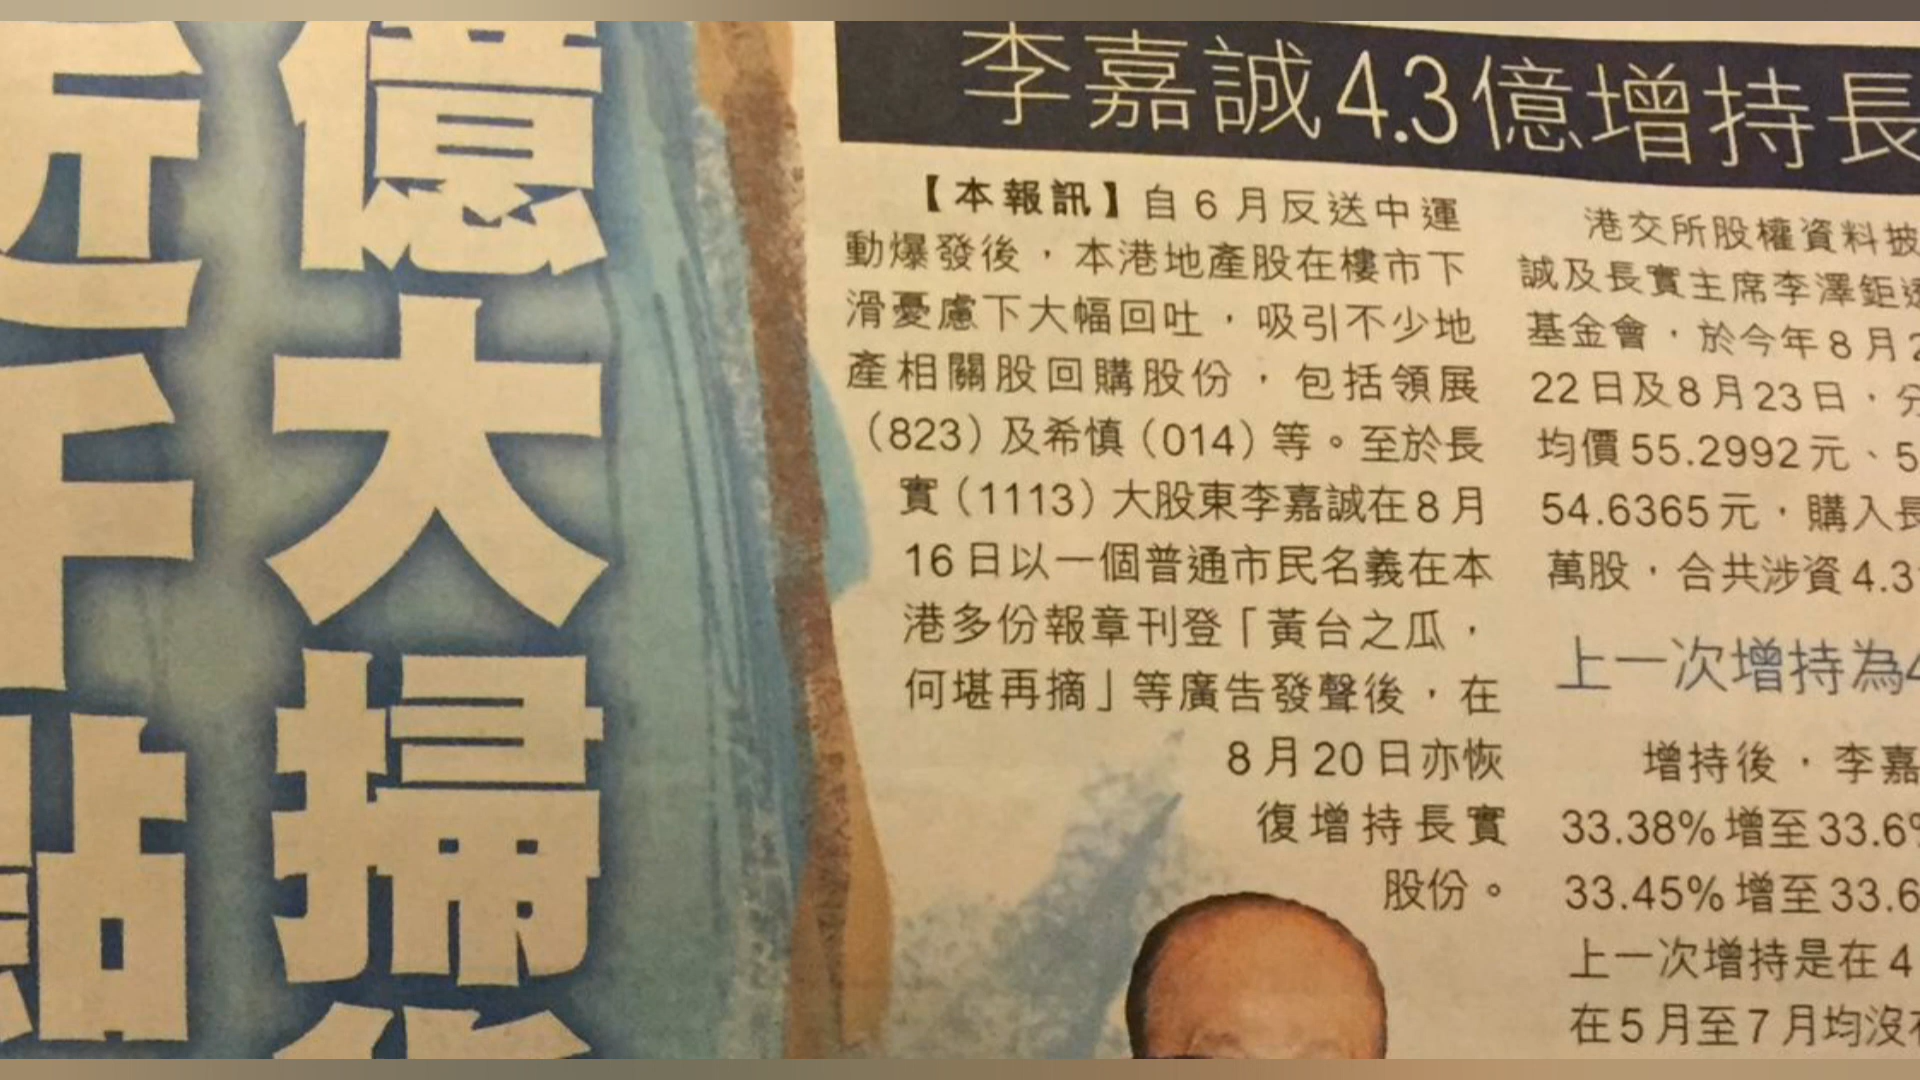 億大掃
千點
李嘉誠4.3億增持長
【本報訊】自6月反送中運
動爆發後，本港地產股在樓市下
滑憂慮下大幅回吐，吸引不少地
產相關股回購股份，包括領展
（823）及希慎（014）等。至於長
實（1113）大股東李嘉誠在8月
16日以一個普通市民名義在本
港多份報章刊登「黃台之瓜，
何堪再摘」等廣告發聲後，在
8月20日亦恢
復增持長實
股份。
港交所股權資料披
誠及長實主席李澤鉅透
基金會，於今年8月2
22日及8月23日，分
均價55.2992元、5
54.6365元，購入長
萬股，合共涉資4.3
上一次增持為4
增持後，李嘉
33.38%增至33.6%
33.45%增至33.6
上一次增持是在4
在5月至7月均沒有